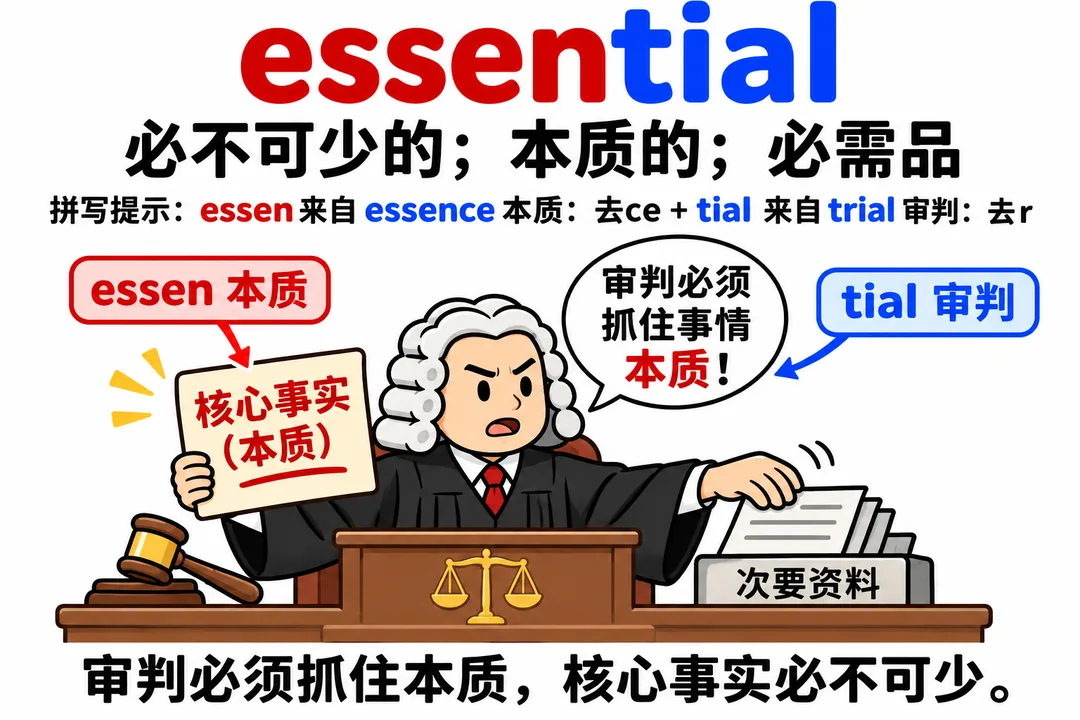 essential
必不可少的；本质的；必需品
拼写提示：essen 来自 essence 本质：去ce + tial 来自 trial 审判：去r
essen 本质
审判必须
抓住事情
本质！
tial 审判
核心事实
（本质）
次要资料
审判必须抓住本质，核心事实必不可少。